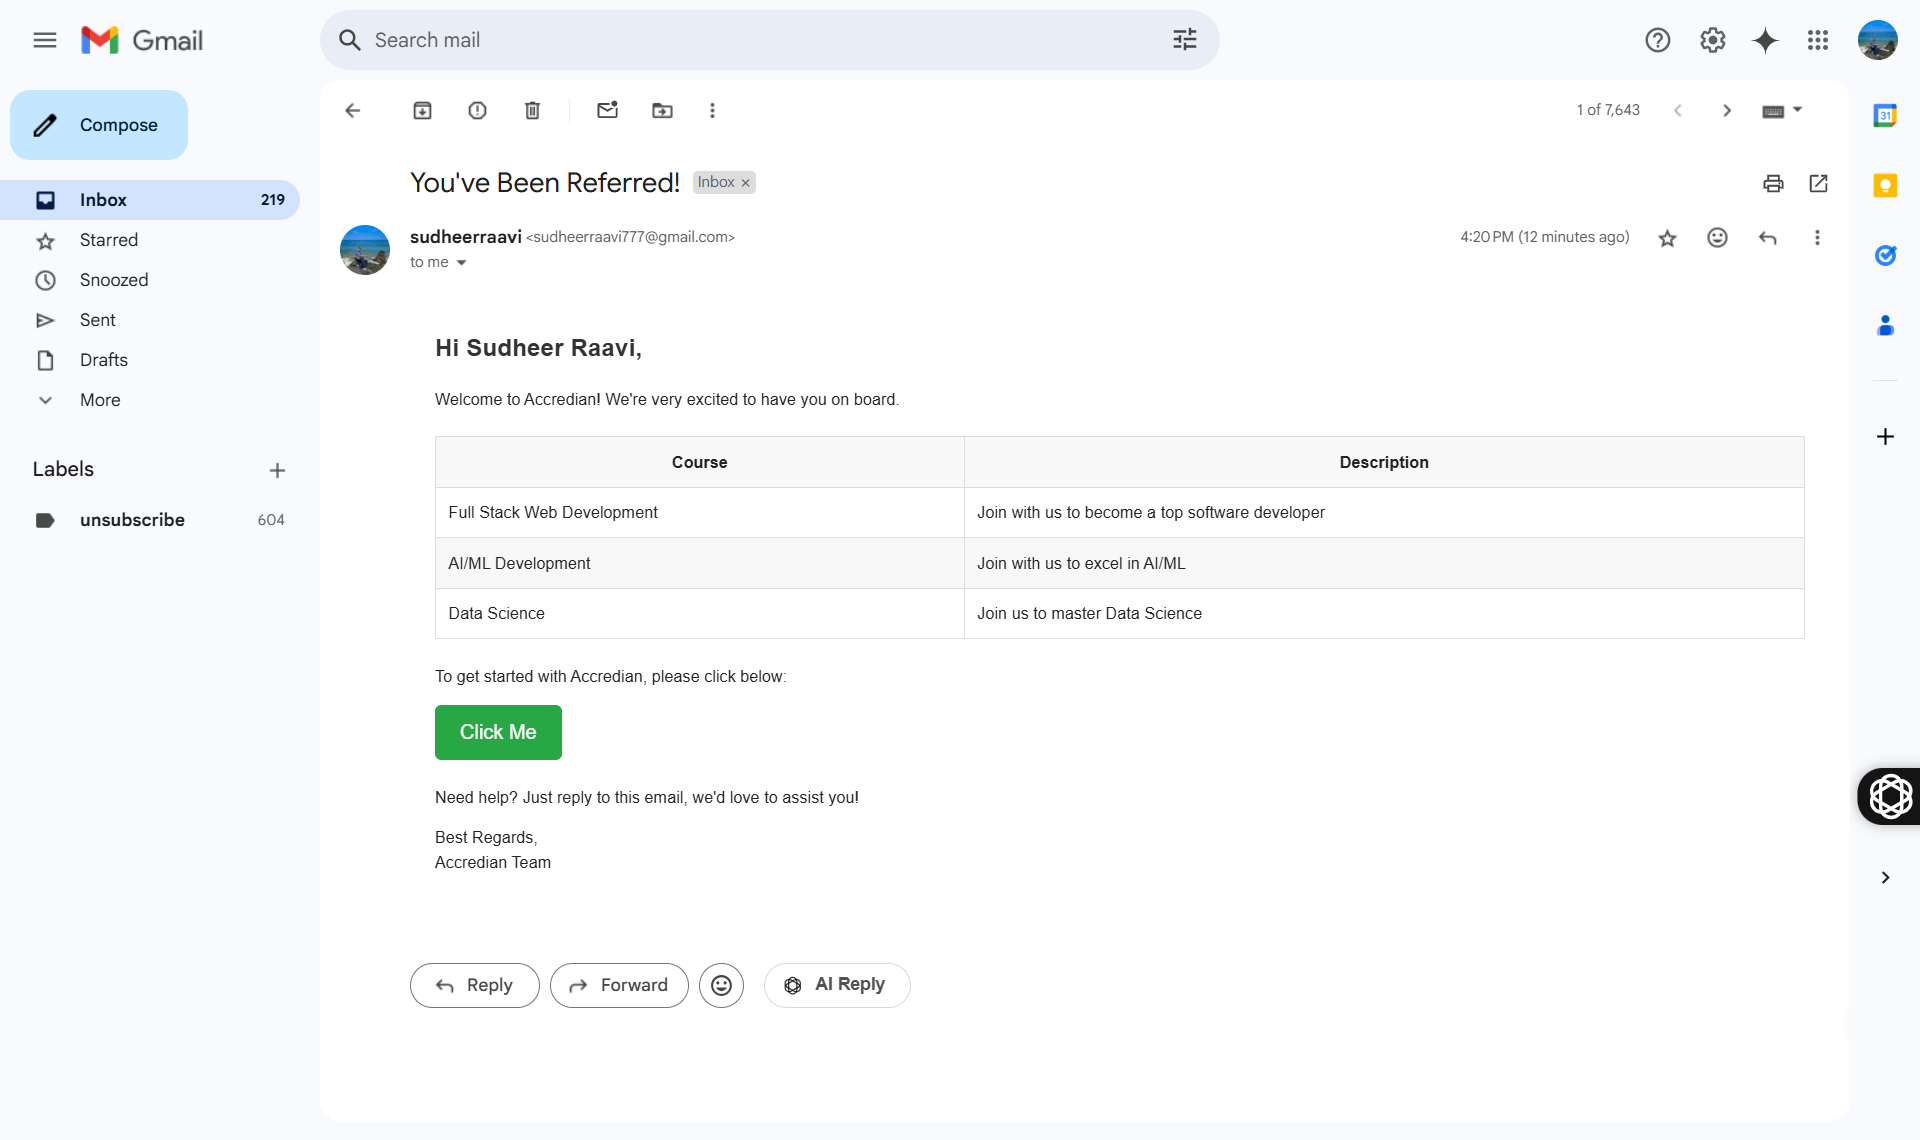 Gmail
Search mail
Compose
1 of 7,643
Inbox 219
Starred
Snoozed
Sent
Drafts
More
Labels
unsubscribe 604
You've Been Referred! Inbox ×
sudheerraavi <sudheerraavi777@gmail.com> 4:20 PM (12 minutes ago)
to me
Hi Sudheer Raavi,
Welcome to Accredian! We're very excited to have you on board.
Course Description
Full Stack Web Development Join with us to become a top software developer
AI/ML Development Join with us to excel in AI/ML
Data Science Join us to master Data Science
To get started with Accredian, please click below:
Click Me
Need help? Just reply to this email, we'd love to assist you!
Best Regards,
Accredian Team
Reply Forward AI Reply
31